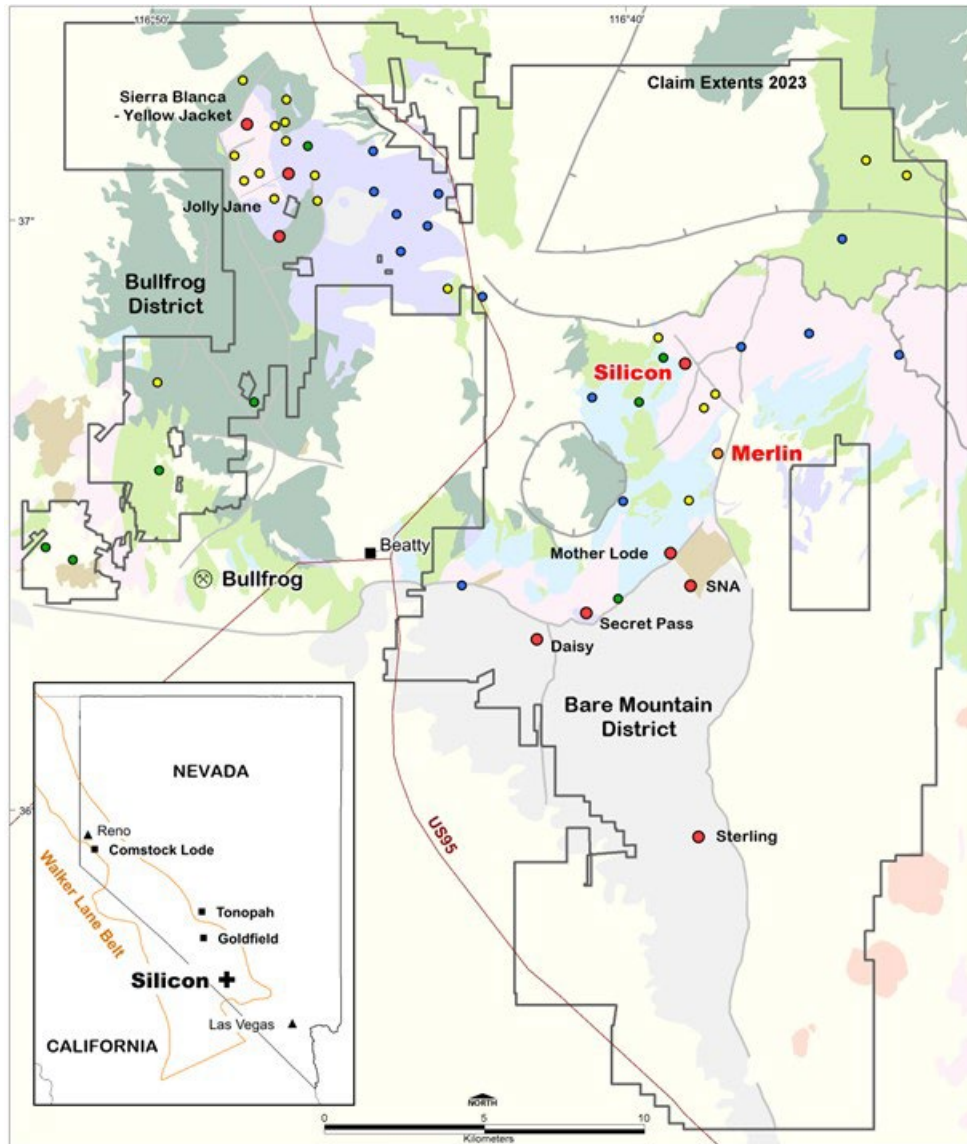 116°50'
116°40'
Claim Extents 2023
Sierra Blanca
- Yellow Jacket
Jolly Jane
37°
Bullfrog
District
Silicon
Merlin
Beatty
Mother Lode
Bullfrog
SNA
Secret Pass
Daisy
Bare Mountain
District
US95
Sterling
36°
NEVADA
Reno
Comstock Lode
Walker Lane Belt
Tonopah
Goldfield
Silicon
Las Vegas
CALIFORNIA
NORTH
0 5 10
Kilometers